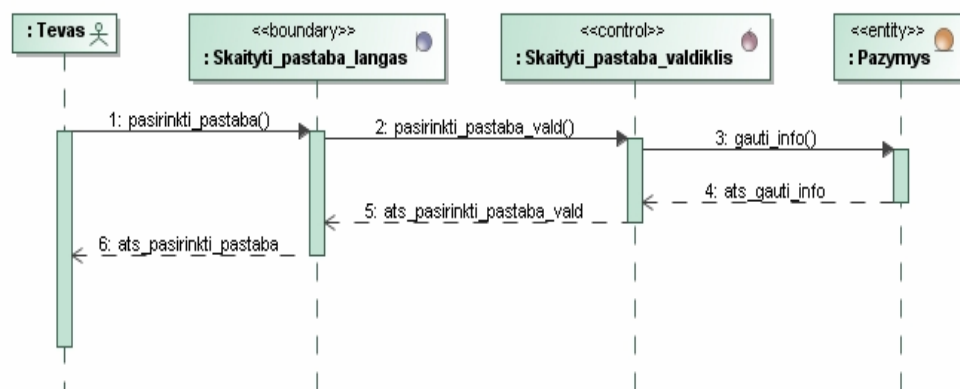 : Tevas
<<boundary>>
: Skaityti_pastaba_langas
<<control>>
: Skaityti_pastaba_valdiklis
<<entity>>
: Pazymys
1: pasirinkti_pastaba()
2: pasirinkti_pastaba_vald()
3: gauti_info()
4: ats_gauti_info
5: ats_pasirinkti_pastaba_vald
6: ats_pasirinkti_pastaba